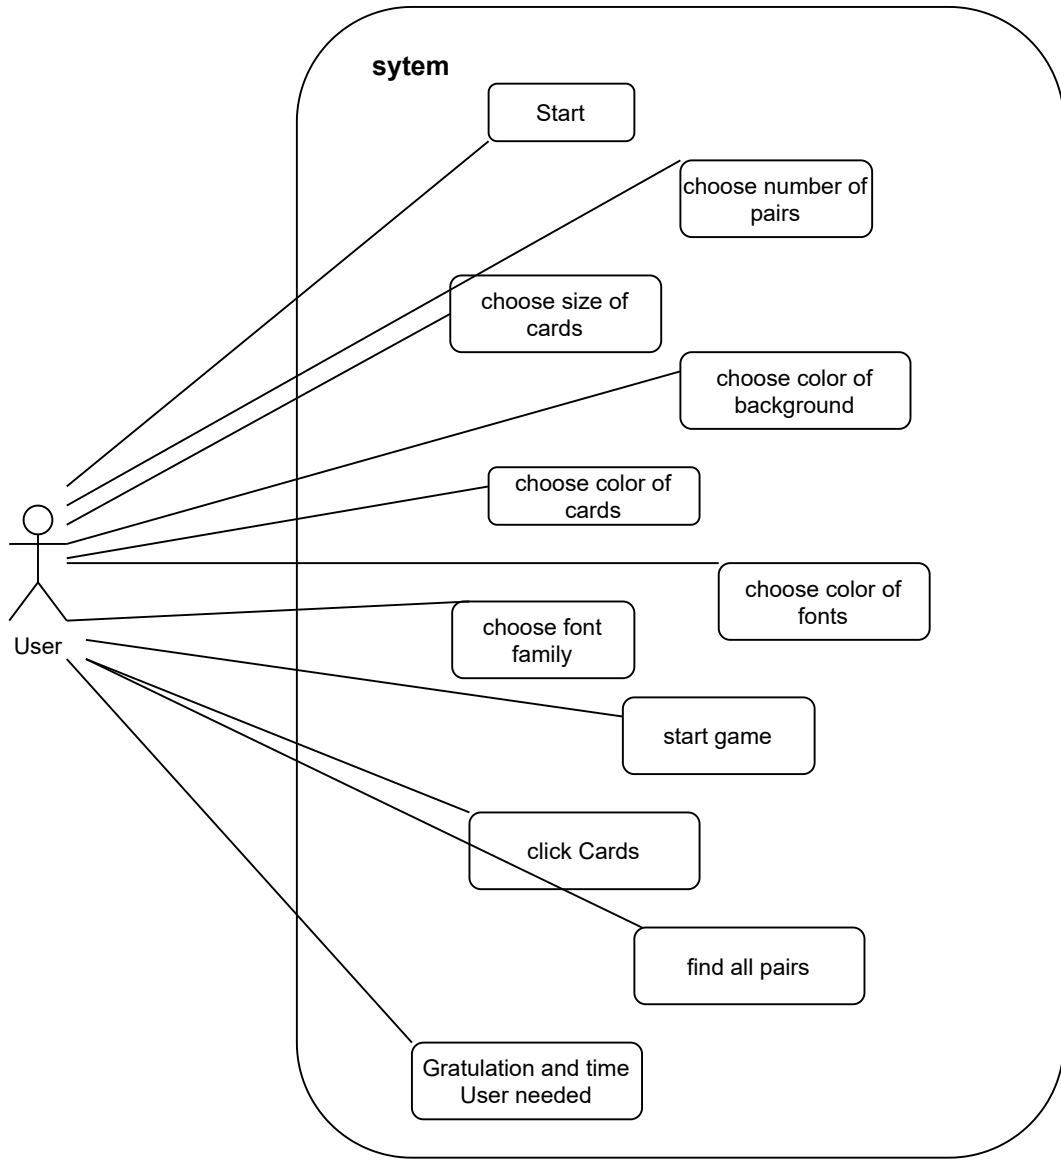 sytem
Start
choose number of
pairs
choose size of
cards
choose color of
background
choose color of
cards
choose color of
fonts
choose font
family
User
start game
click Cards
find all pairs
Gratulation and time
User needed